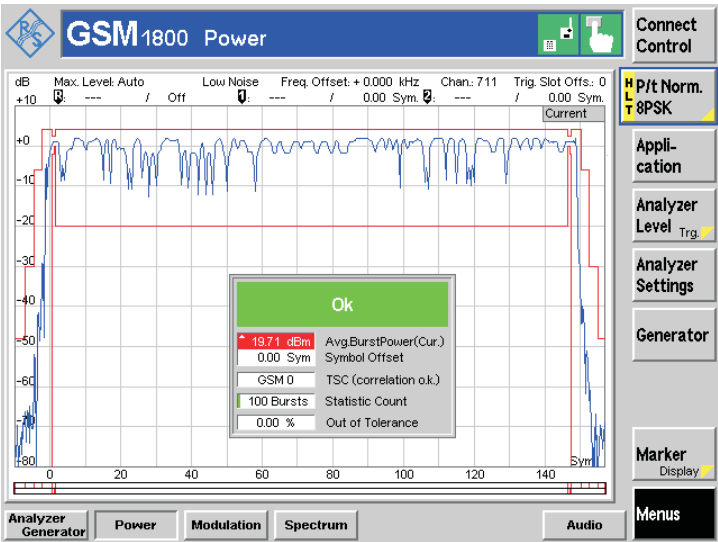 R/S GSM1800 Power
Connect Control
dB Max. Level: Auto Low Noise Freq. Offset: + 0.000 kHz Chan.: 711 Trig. Slot Offs.: 0
+10 R: --- / Off 1: --- / 0.00 Sym. 2: --- / 0.00 Sym.
Current
H L T P/t Norm. 8PSK
Appli-
cation
Analyzer
Level Trg.
Analyzer
Settings
Generator
Marker
Display
Menus
+0
-10
-20
-30
-40
-50
-60
-70
-80
Ok
19.71 dBm Avg.BurstPower(Cur.)
0.00 Sym Symbol Offset
GSM 0 TSC (correlation o.k.)
100 Bursts Statistic Count
0.00 % Out of Tolerance
Sym
0 20 40 60 80 100 120 140
Analyzer
Generator
Power
Modulation
Spectrum
Audio